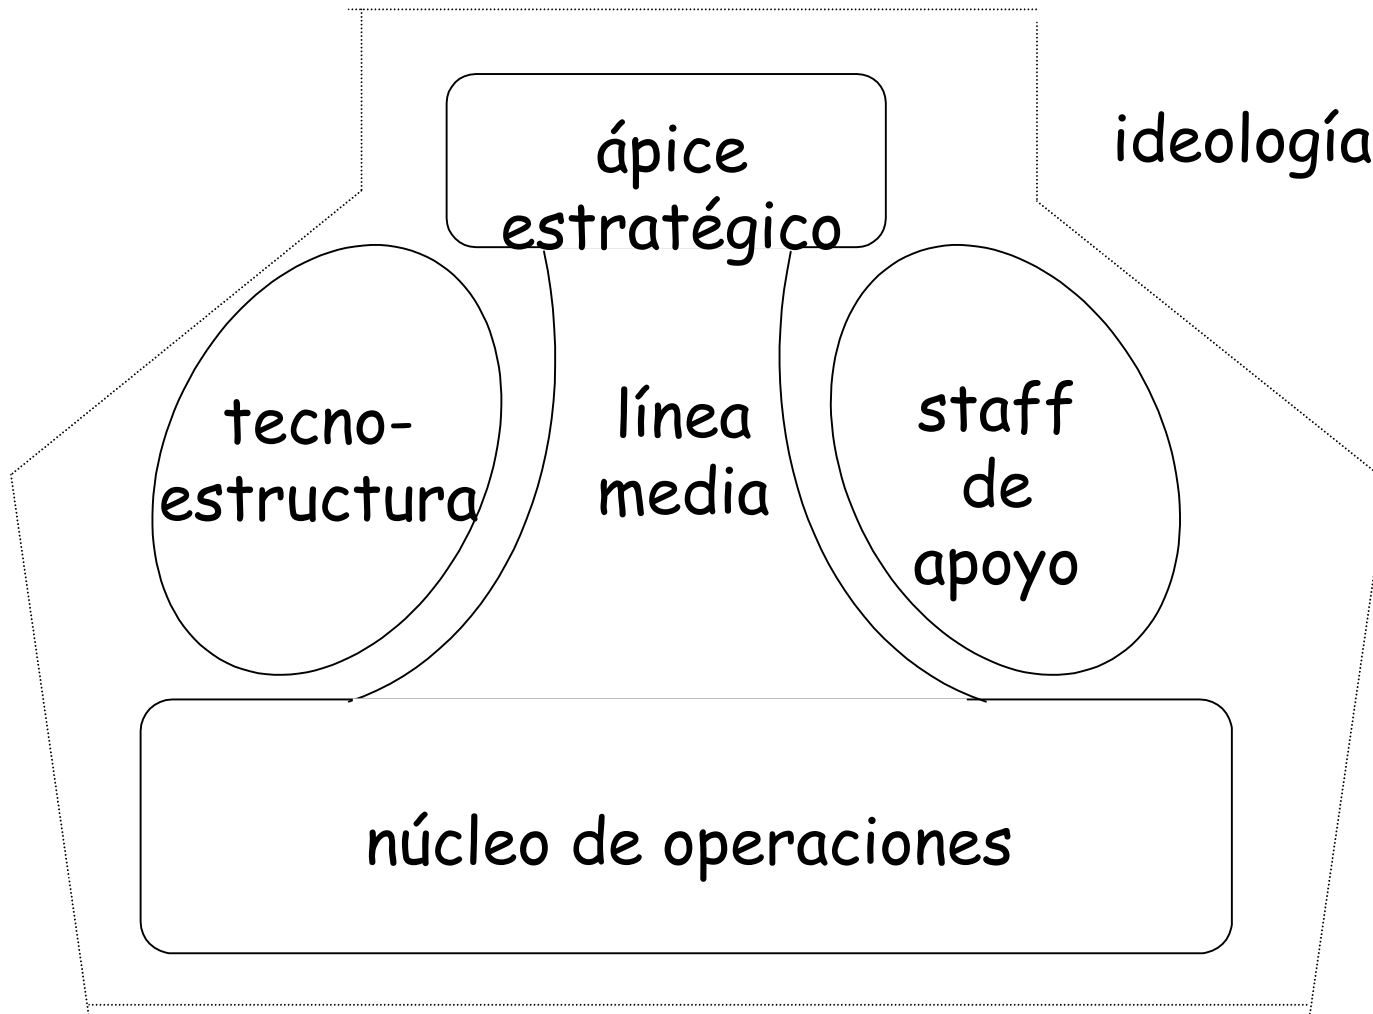 ápice
estratégico
ideología
tecno-
estructura
línea
media
staff
de
apoyo
núcleo de operaciones